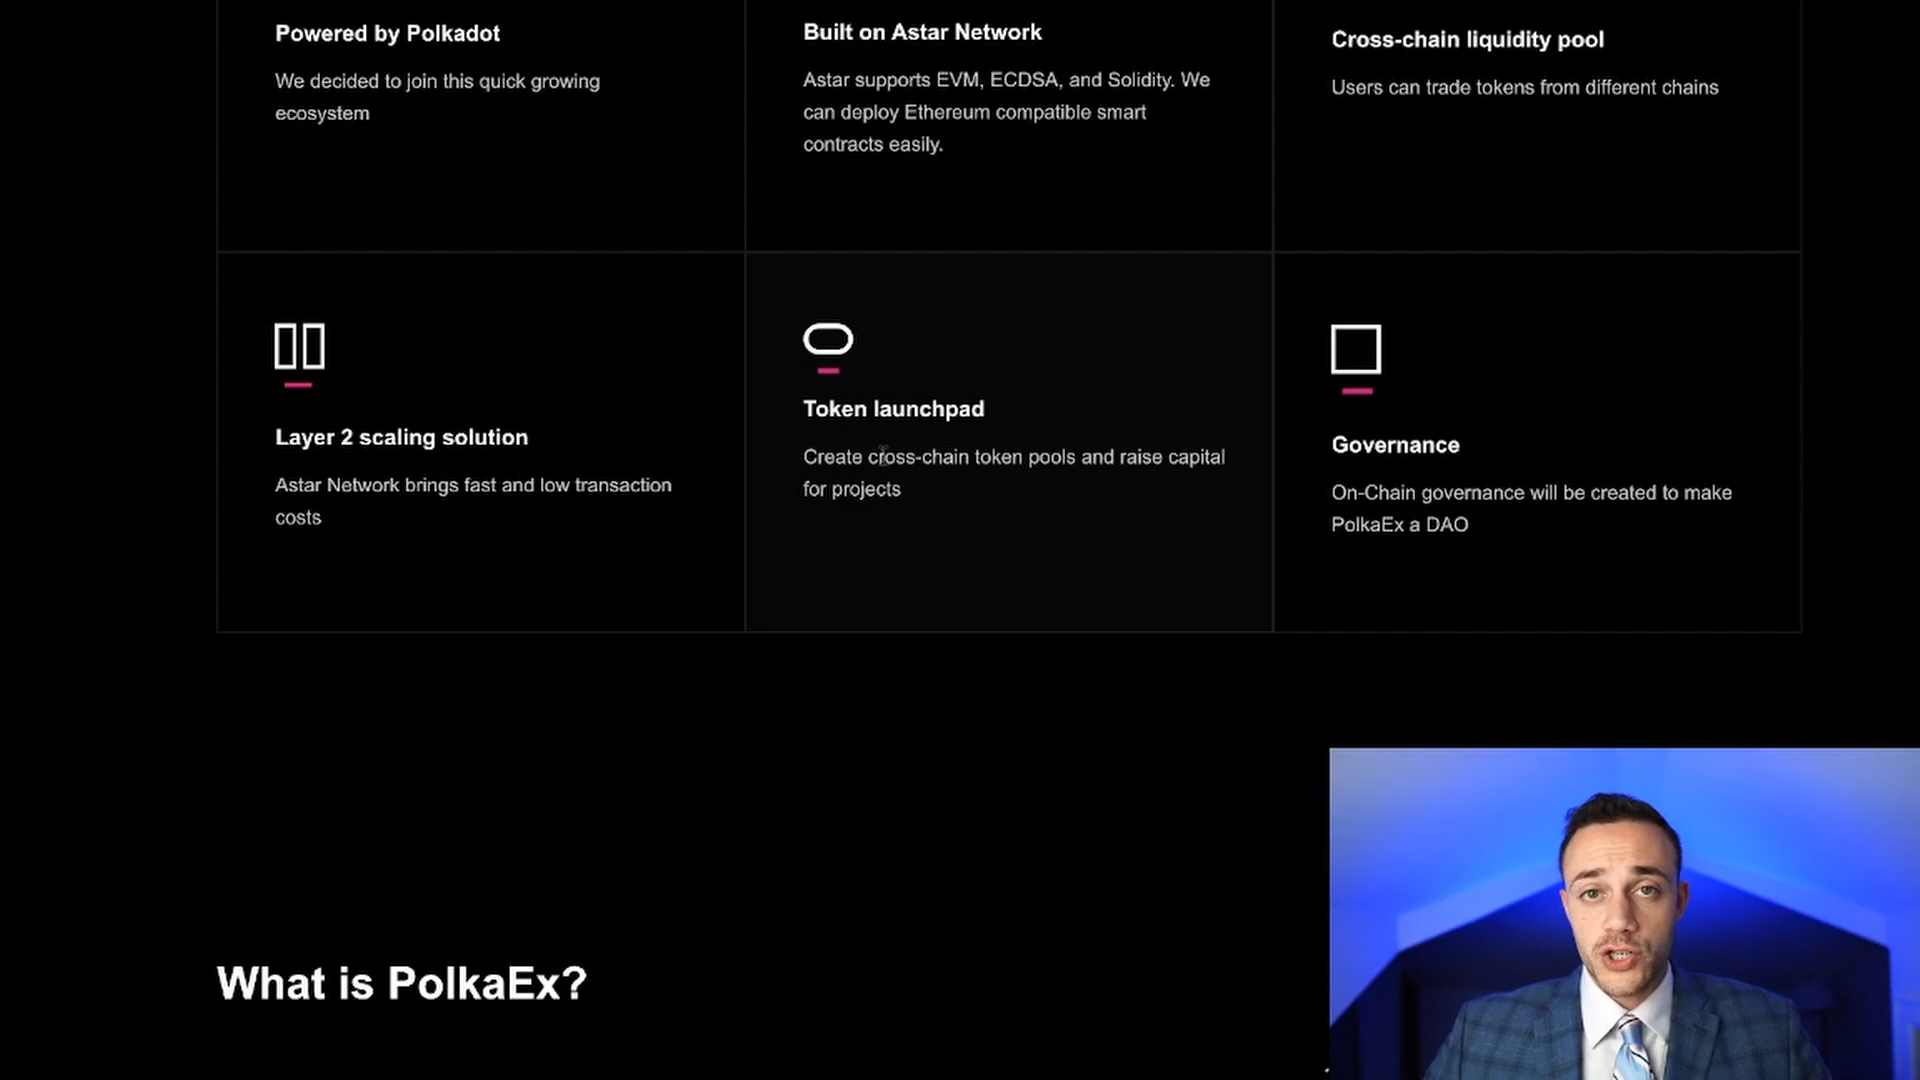 Powered by Polkadot
We decided to join this quick growing
ecosystem
Built on Astar Network
Astar supports EVM, ECDSA, and Solidity. We
can deploy Ethereum compatible smart
contracts easily.
Cross-chain liquidity pool
Users can trade tokens from different chains
Layer 2 scaling solution
Astar Network brings fast and low transaction
costs
Token launchpad
Create cross-chain token pools and raise capital
for projects
Governance
On-Chain governance will be created to make
PolkaEx a DAO
What is PolkaEx?